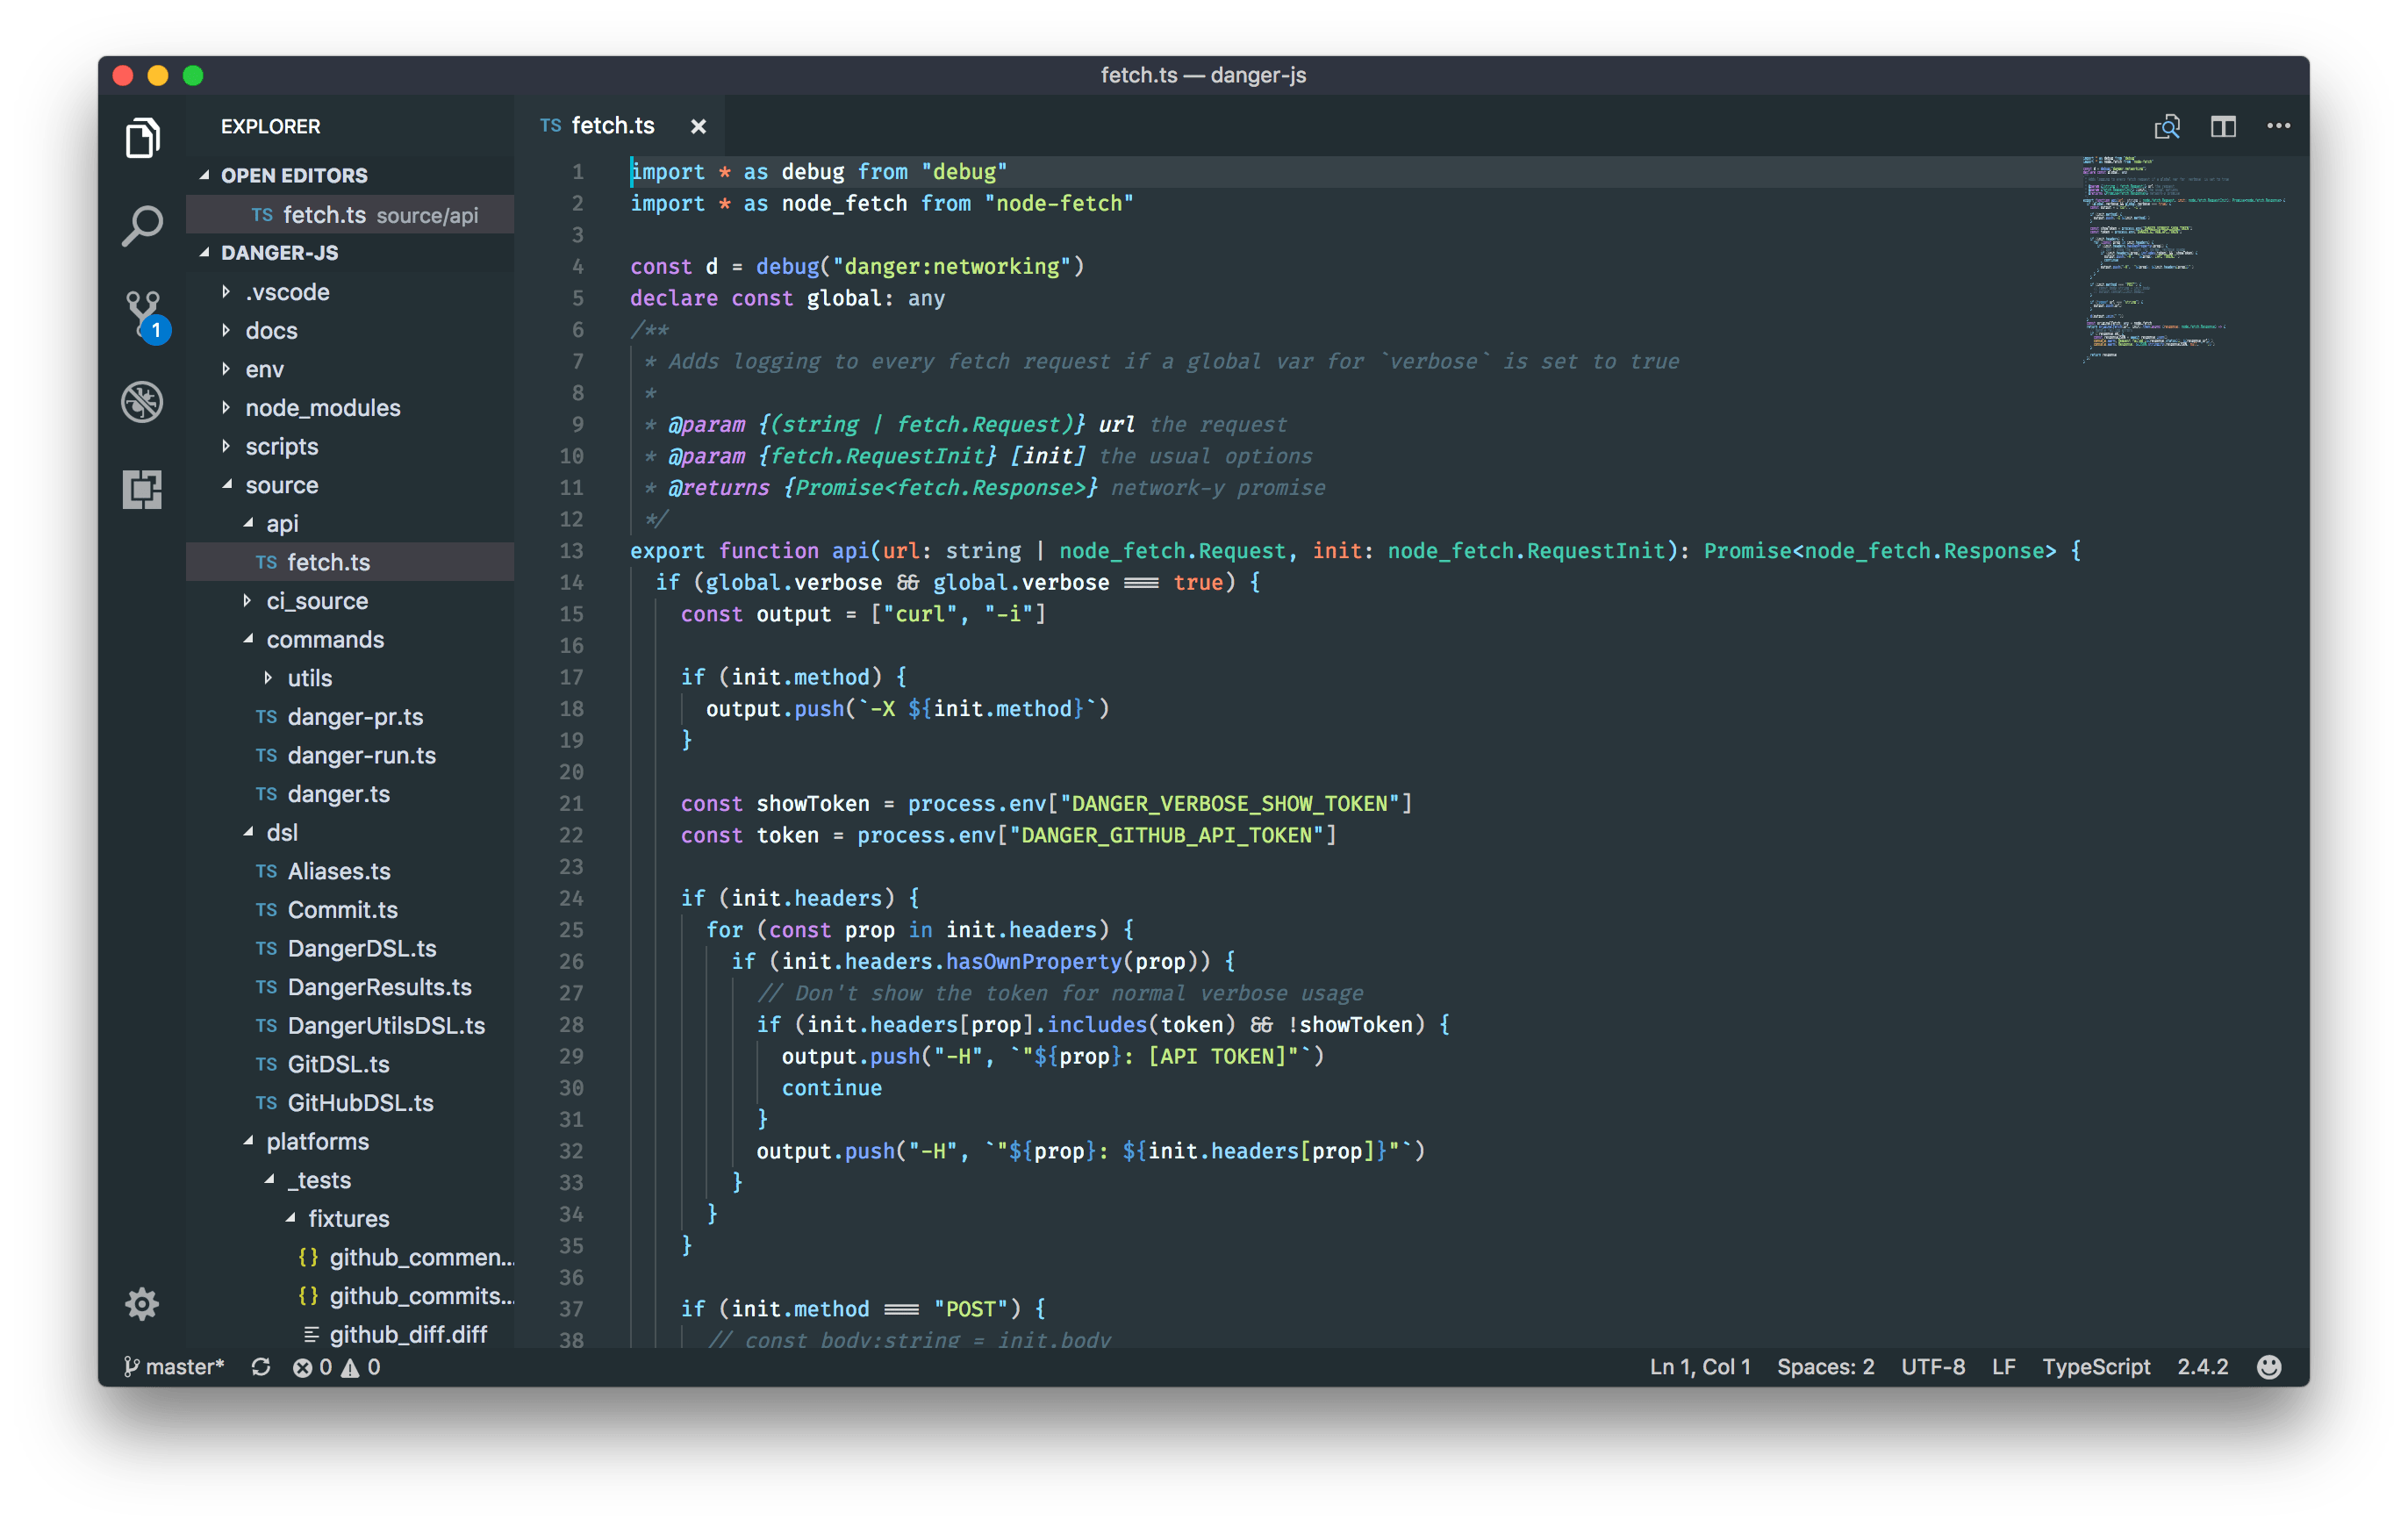 fetch.ts — danger-js
EXPLORER
OPEN EDITORS
TS fetch.ts source/api
DANGER-JS
.vscode
docs
env
node_modules
scripts
source
api
TS fetch.ts
ci_source
commands
utils
TS danger-pr.ts
TS danger-run.ts
TS danger.ts
dsl
TS Aliases.ts
TS Commit.ts
TS DangerDSL.ts
TS DangerResults.ts
TS DangerUtilsDSL.ts
TS GitDSL.ts
TS GitHubDSL.ts
platforms
_tests
fixtures
{} github_commen...
{} github_commits...
github_diff.diff
1
TS fetch.ts ×
1 import * as debug from "debug"
2 import * as node_fetch from "node-fetch"
3
4 const d = debug("danger:networking")
5 declare const global: any
6 /**
7 * Adds logging to every fetch request if a global var for `verbose` is set to true
8 *
9 * @param {(string | fetch.Request)} url the request
10 * @param {fetch.RequestInit} [init] the usual options
11 * @returns {Promise<fetch.Response>} network-y promise
12 */
13 export function api(url: string | node_fetch.Request, init: node_fetch.RequestInit): Promise<node_fetch.Response> {
14 if (global.verbose && global.verbose === true) {
15 const output = ["curl", "-i"]
16
17 if (init.method) {
18 output.push(`-X ${init.method}`)
19 }
20
21 const showToken = process.env["DANGER_VERBOSE_SHOW_TOKEN"]
22 const token = process.env["DANGER_GITHUB_API_TOKEN"]
23
24 if (init.headers) {
25 for (const prop in init.headers) {
26 if (init.headers.hasOwnProperty(prop)) {
27 // Don't show the token for normal verbose usage
28 if (init.headers[prop].includes(token) && !showToken) {
29 output.push("-H", `"${prop}: [API TOKEN]"`)
30 continue
31 }
32 output.push("-H", `"${prop}: ${init.headers[prop]}"`)
33 }
34 }
35 }
36
37 if (init.method === "POST") {
38 // const body:string = init.body
master* 0 0
Ln 1, Col 1 Spaces: 2 UTF-8 LF TypeScript 2.4.2